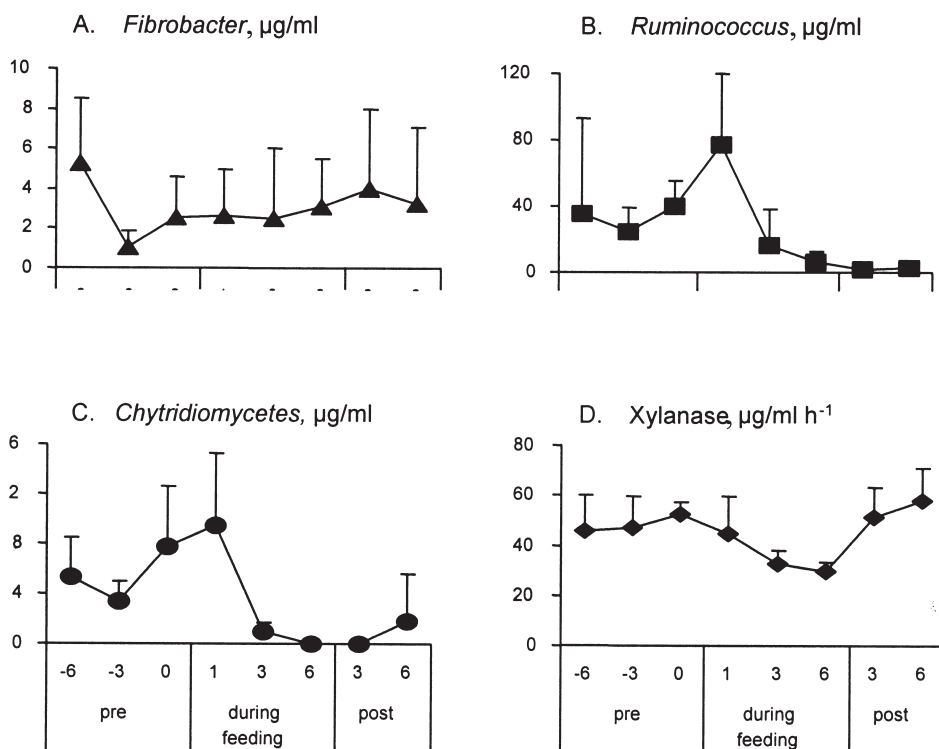 A. Fibrobacter, µg/ml
10
8
6
4
2
0
B. Ruminococcus, µg/ml
120
80
40
0
C. Chytridiomycetes, µg/ml
6
2
8
4
0
-6 -3 0 1 3 6 3 6
pre during post
feeding
D. Xylanase, µg/ml h-1
80
60
40
20
0
-6 -3 0 1 3 6 3 6
pre during post
feeding